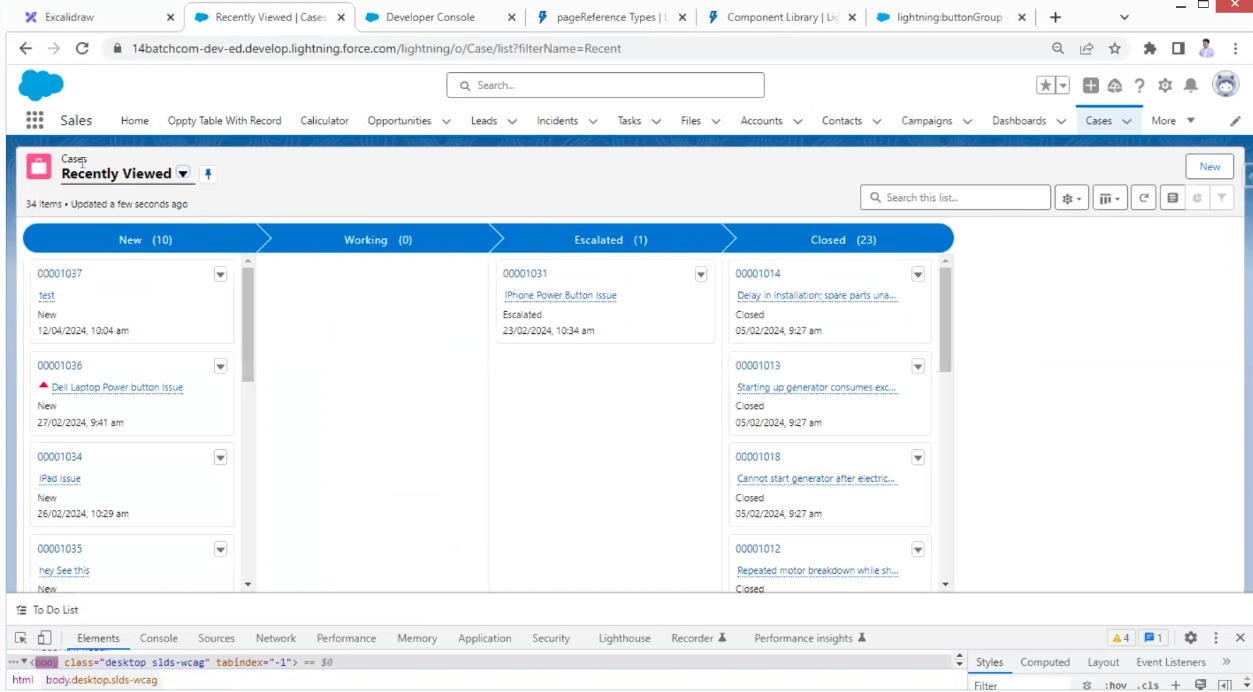 Excalidraw
Recently Viewed | Cases
Developer Console
pageReference Types | L
Component Library | Lig
lightning:buttonGroup -
14batchcom-dev-ed.develop.lightning.force.com/lightning/o/Case/list?filterName=Recent
Search...
Sales
Home
Oppty Table With Record
Calculator
Opportunities
Leads
Incidents
Tasks
Files
Accounts
Contacts
Campaigns
Dashboards
Cases
More
Cases
Recently Viewed
New
34 items • Updated a few seconds ago
Search this list...
New (10)
Working (0)
Escalated (1)
Closed (23)
00001037
test
New
12/04/2024, 10:04 am
00001036
Dell Laptop Power button Issue
New
27/02/2024, 9:41 am
00001034
IPad Issue
New
26/02/2024, 10:29 am
00001035
hey See this
New
00001031
IPhone Power Button Issue
Escalated
23/02/2024, 10:34 am
00001014
Delay in installation; spare parts una...
Closed
05/02/2024, 9:27 am
00001013
Starting up generator consumes exc...
Closed
05/02/2024, 9:27 am
00001018
Cannot start generator after electric...
Closed
05/02/2024, 9:27 am
00001012
Repeated motor breakdown while sh...
Closed
To Do List
Elements
Console
Sources
Network
Performance
Memory
Application
Security
Lighthouse
Recorder
Performance insights
4
1
<body class="desktop slds-wcag" tabindex="-1"> == $0
Styles
Computed
Layout
Event Listeners
html body.desktop.slds-wcag
Filter
:hov .cls